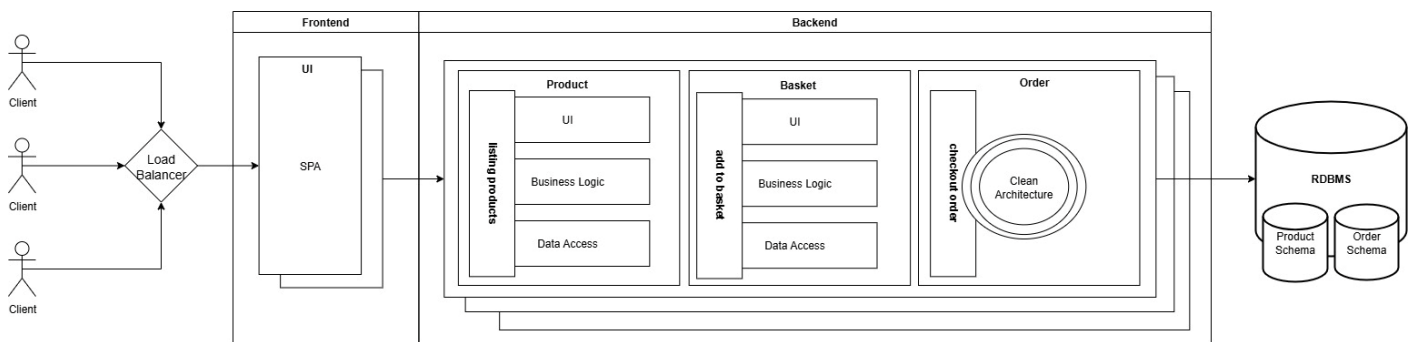 Frontend
Backend
Client
Client
Client
Load
Balancer
UI
SPA
Product
listing products
UI
Business Logic
Data Access
Basket
add to basket
UI
Business Logic
Data Access
Order
checkout order
Clean
Architecture
RDBMS
Product
Schema
Order
Schema